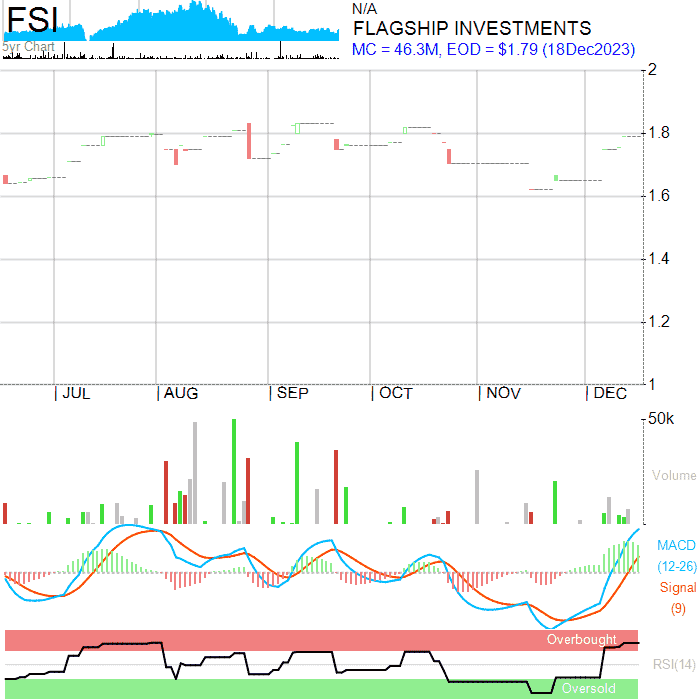 FSI
5yr Chart
N/A
FLAGSHIP INVESTMENTS
MC = 46.3M, EOD = $1.79 (18Dec2023)
2
1.8
1.6
1.4
1.2
1
JUL AUG SEP OCT NOV DEC
50k
Volume
MACD
(12-26)
Signal
(9)
Overbought
RSI(14)
Oversold